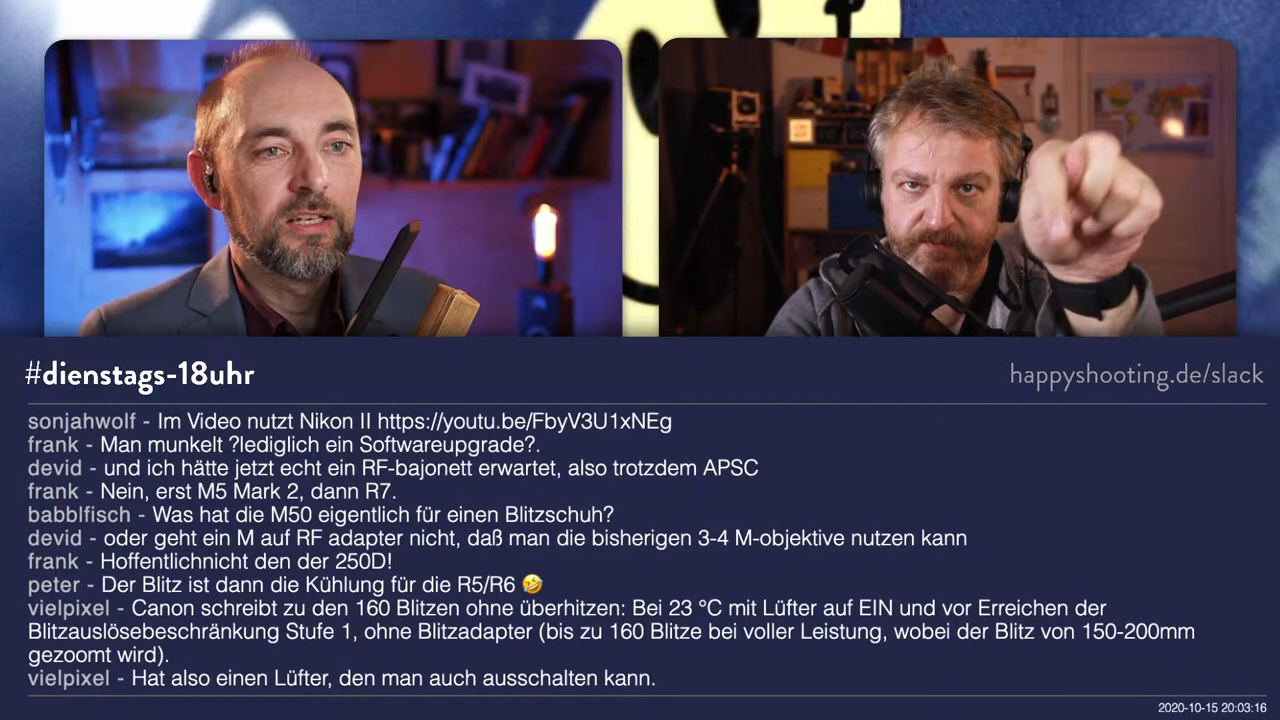 #dienstags-18uhr
happyshooting.de/slack
sonjahwolf - Im Video nutzt Nikon II https://youtu.be/FbyV3U1xNEg
frank - Man munkelt ?lediglich ein Softwareupgrade?.
devid - und ich hätte jetzt echt ein RF-bajonett erwartet, also trotzdem APSC
frank - Nein, erst M5 Mark 2, dann R7.
babblfisch - Was hat die M50 eigentlich für einen Blitzschuh?
devid - oder geht ein M auf RF adapter nicht, daß man die bisherigen 3-4 M-objektive nutzen kann
frank - Hoffentlichnicht den der 250D!
peter - Der Blitz ist dann die Kühlung für die R5/R6 🤣
vielpixel - Canon schreibt zu den 160 Blitzen ohne überhitzen: Bei 23 °C mit Lüfter auf EIN und vor Erreichen der
Blitzauslösebeschränkung Stufe 1, ohne Blitzadapter (bis zu 160 Blitze bei voller Leistung, wobei der Blitz von 150-200mm
gezoomt wird).
vielpixel - Hat also einen Lüfter, den man auch ausschalten kann.
2020-10-15 20:03:16